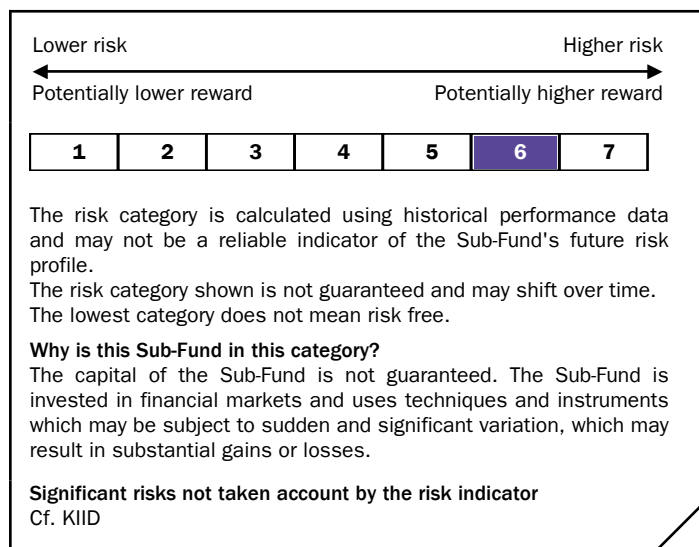 Lower risk Higher risk
Potentially lower reward Potentially higher reward
1 2 3 4 5 6 7
The risk category is calculated using historical performance data
and may not be a reliable indicator of the Sub-Fund's future risk
profile.
The risk category shown is not guaranteed and may shift over time.
The lowest category does not mean risk free.
Why is this Sub-Fund in this category?
The capital of the Sub-Fund is not guaranteed. The Sub-Fund is
invested in financial markets and uses techniques and instruments
which may be subject to sudden and significant variation, which may
result in substantial gains or losses.
Significant risks not taken account by the risk indicator
Cf. KIID